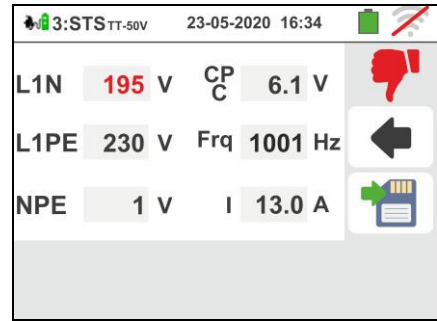 3:STS TT-50V 23-05-2020 16:34
L1N 195 V CP C 6.1 V
L1PE 230 V Frq 1001 Hz
NPE 1 V I 13.0 A